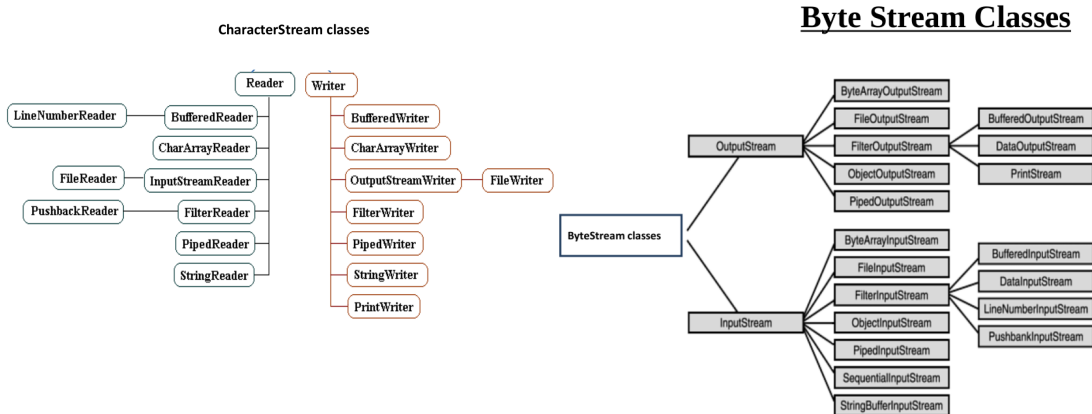 CharacterStream classes
Reader
Writer
LineNumberReader
BufferedReader
CharArrayReader
FileReader
InputStreamReader
PushbackReader
FilterReader
PipedReader
StringReader
BufferedWriter
CharArrayWriter
OutputStreamWriter
FileWriter
FilterWriter
PipedWriter
StringWriter
PrintWriter
Byte Stream Classes
ByteStream classes
OutputStream
ByteArrayOutputStream
FileOutputStream
FilterOutputStream
ObjectOutputStream
PipedOutputStream
BufferedOutputStream
DataOutputStream
PrintStream
InputStream
ByteArrayInputStream
FileInputStream
FilterInputStream
ObjectInputStream
PipedInputStream
SequentialInputStream
StringBufferInputStream
BufferedInputStream
DataInputStream
LineNumberInputStream
PushbankInputStream